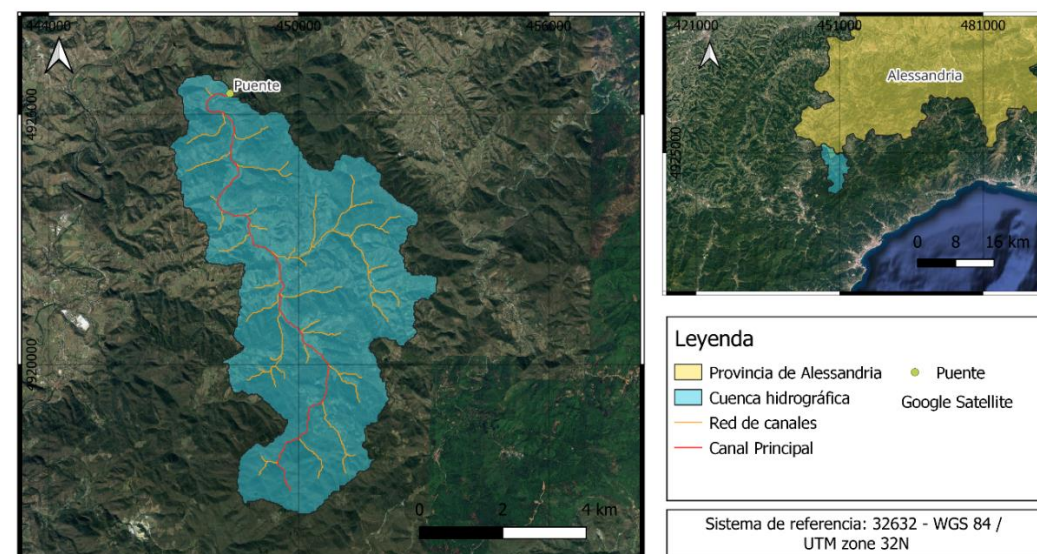 444000 450000 456000
Puente
4926000
4920000
0 2 4 km
421000 451000 481000
Alessandria
4925000
0 8 16 km
Leyenda
Provincia de Alessandria
Puente
Cuenca hidrográfica
Google Satellite
Red de canales
Canal Principal
Sistema de referencia: 32632 - WGS 84 /
UTM zone 32N